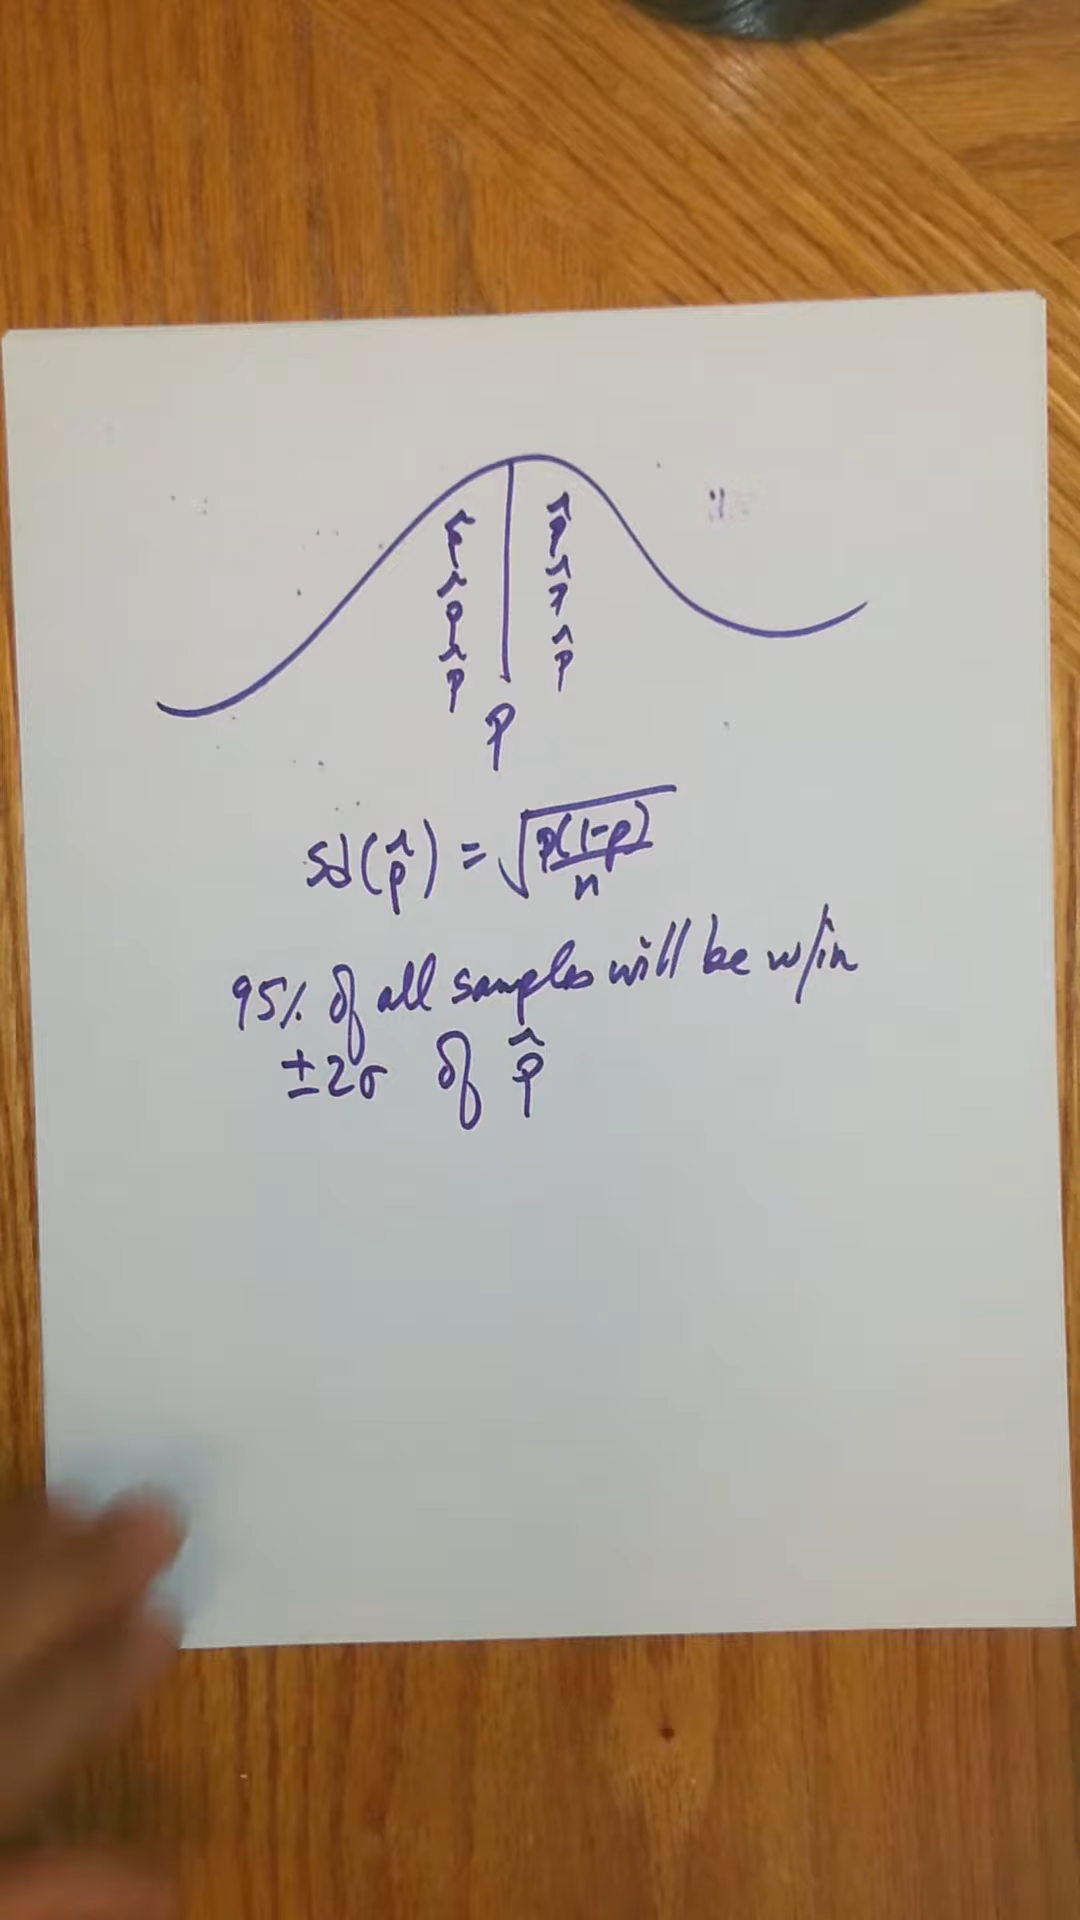 p̂ p̂
p̂ p̂
p̂ p̂
p
sd(p̂) = √(p(1-p)/n)
95% of all samples will be w/in
±2σ of p̂